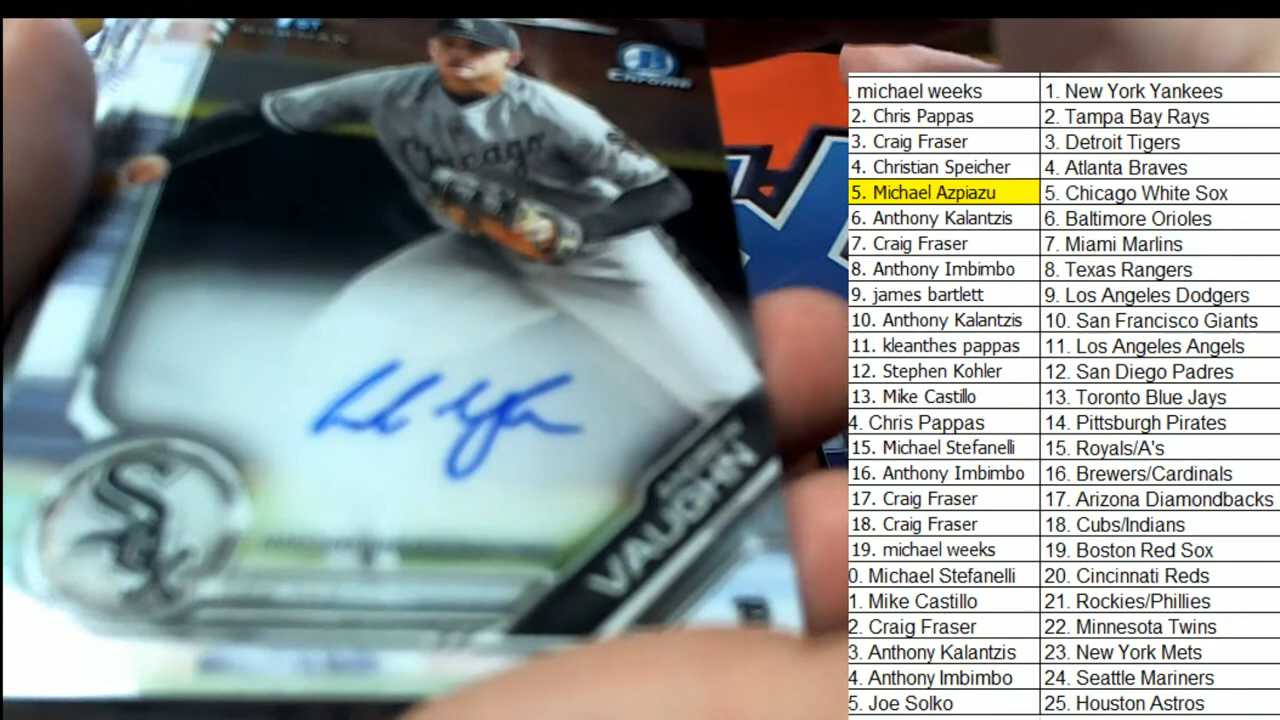 BOWMAN
CHROME
Chicago
ANDREW
VAUGHN
. michael weeks 1. New York Yankees
2. Chris Pappas 2. Tampa Bay Rays
3. Craig Fraser 3. Detroit Tigers
4. Christian Speicher 4. Atlanta Braves
5. Michael Azpiazu 5. Chicago White Sox
6. Anthony Kalantzis 6. Baltimore Orioles
7. Craig Fraser 7. Miami Marlins
8. Anthony Imbimbo 8. Texas Rangers
9. james bartlett 9. Los Angeles Dodgers
10. Anthony Kalantzis 10. San Francisco Giants
11. kleanthes pappas 11. Los Angeles Angels
12. Stephen Kohler 12. San Diego Padres
13. Mike Castillo 13. Toronto Blue Jays
4. Chris Pappas 14. Pittsburgh Pirates
15. Michael Stefanelli 15. Royals/A's
16. Anthony Imbimbo 16. Brewers/Cardinals
17. Craig Fraser 17. Arizona Diamondbacks
18. Craig Fraser 18. Cubs/Indians
19. michael weeks 19. Boston Red Sox
0. Michael Stefanelli 20. Cincinnati Reds
1. Mike Castillo 21. Rockies/Phillies
2. Craig Fraser 22. Minnesota Twins
3. Anthony Kalantzis 23. New York Mets
4. Anthony Imbimbo 24. Seattle Mariners
5. Joe Solko 25. Houston Astros